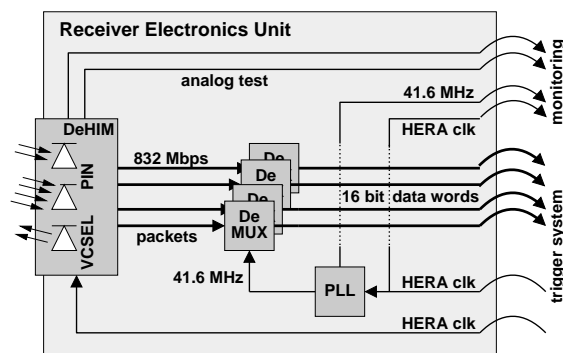 Receiver Electronics Unit
analog test
monitoring
41.6 MHz
HERA clk
DeHIM
PIN
VCSEL
832 Mbps
De
De
De
De
MUX
16 bit data words
packets
trigger system
41.6 MHz
PLL
HERA clk
HERA clk